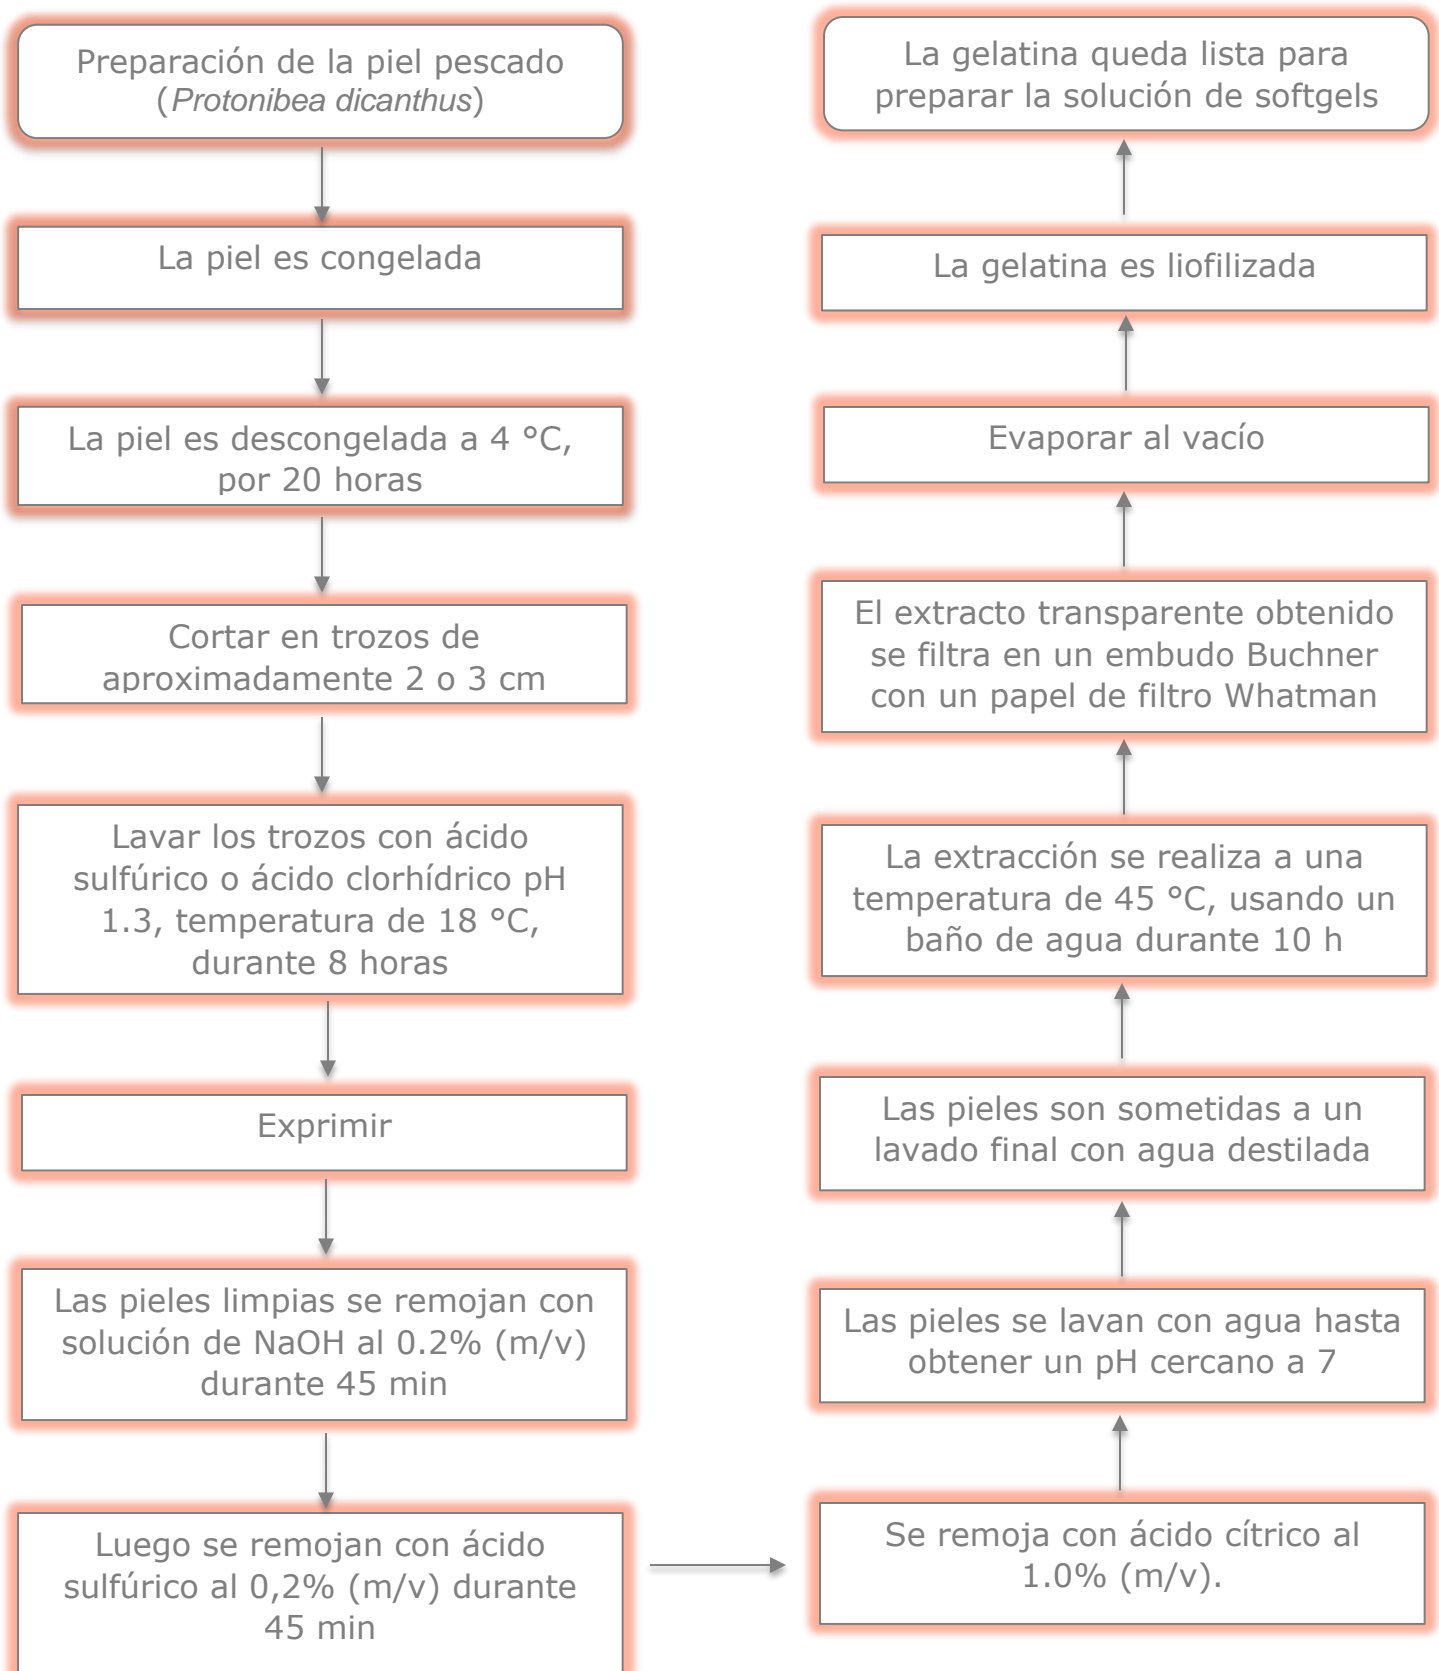 Preparación de la piel pescado
(Protonibea dicanthus)
La piel es congelada
La piel es descongelada a 4 °C,
por 20 horas
Cortar en trozos de
aproximadamente 2 o 3 cm
Lavar los trozos con ácido
sulfúrico o ácido clorhídrico pH
1.3, temperatura de 18 °C,
durante 8 horas
Exprimir
Las pieles limpias se remojan con
solución de NaOH al 0.2% (m/v)
durante 45 min
Luego se remojan con ácido
sulfúrico al 0,2% (m/v) durante
45 min
Se remoja con ácido cítrico al
1.0% (m/v).
Las pieles se lavan con agua hasta
obtener un pH cercano a 7
Las pieles son sometidas a un
lavado final con agua destilada
La extracción se realiza a una
temperatura de 45 °C, usando un
baño de agua durante 10 h
El extracto transparente obtenido
se filtra en un embudo Buchner
con un papel de filtro Whatman
Evaporar al vacío
La gelatina es liofilizada
La gelatina queda lista para
preparar la solución de softgels